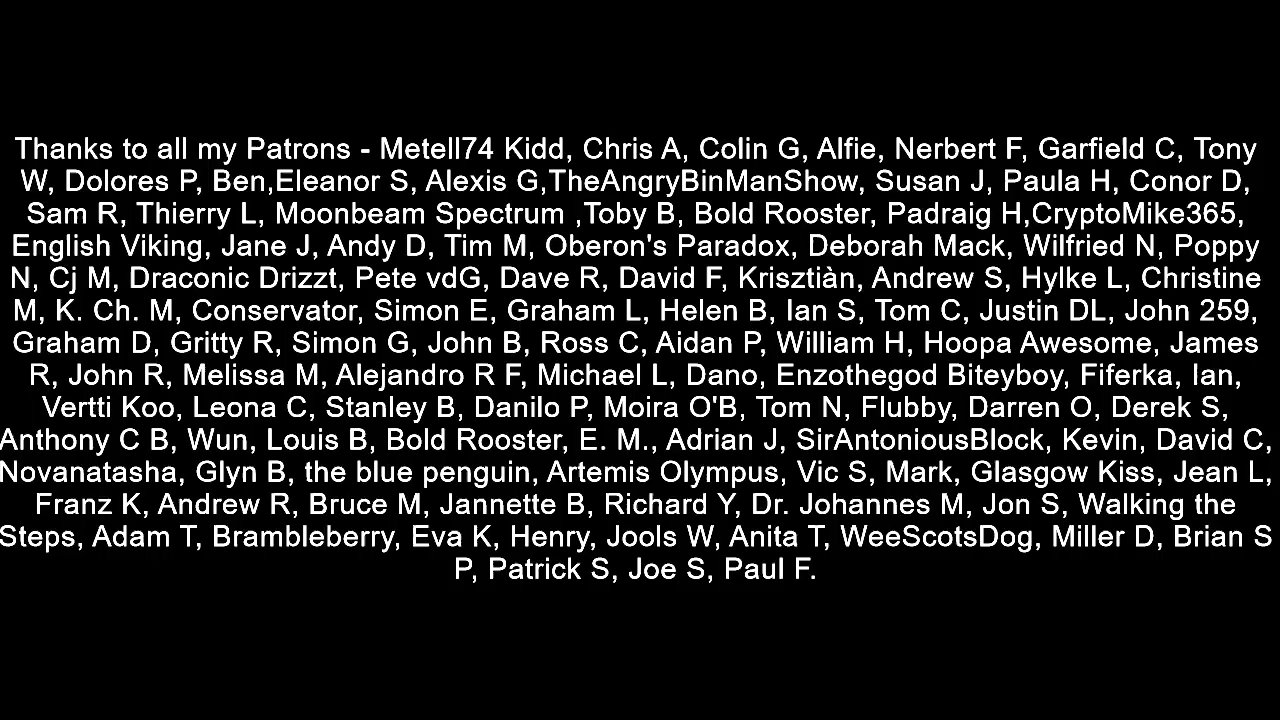 Thanks to all my Patrons - Metell74 Kidd, Chris A, Colin G, Alfie, Nerbert F, Garfield C, Tony
W, Dolores P, Ben,Eleanor S, Alexis G,TheAngryBinManShow, Susan J, Paula H, Conor D,
Sam R, Thierry L, Moonbeam Spectrum ,Toby B, Bold Rooster, Padraig H,CryptoMike365,
English Viking, Jane J, Andy D, Tim M, Oberon's Paradox, Deborah Mack, Wilfried N, Poppy
N, Cj M, Draconic Drizzt, Pete vdG, Dave R, David F, Krisztiàn, Andrew S, Hylke L, Christine
M, K. Ch. M, Conservator, Simon E, Graham L, Helen B, Ian S, Tom C, Justin DL, John 259,
Graham D, Gritty R, Simon G, John B, Ross C, Aidan P, William H, Hoopa Awesome, James
R, John R, Melissa M, Alejandro R F, Michael L, Dano, Enzothegod Biteyboy, Fiferka, Ian,
Vertti Koo, Leona C, Stanley B, Danilo P, Moira O'B, Tom N, Flubby, Darren O, Derek S,
Anthony C B, Wun, Louis B, Bold Rooster, E. M., Adrian J, SirAntoniousBlock, Kevin, David C,
Novanatasha, Glyn B, the blue penguin, Artemis Olympus, Vic S, Mark, Glasgow Kiss, Jean L,
Franz K, Andrew R, Bruce M, Jannette B, Richard Y, Dr. Johannes M, Jon S, Walking the
Steps, Adam T, Brambleberry, Eva K, Henry, Jools W, Anita T, WeeScotsDog, Miller D, Brian S
P, Patrick S, Joe S, Paul F.